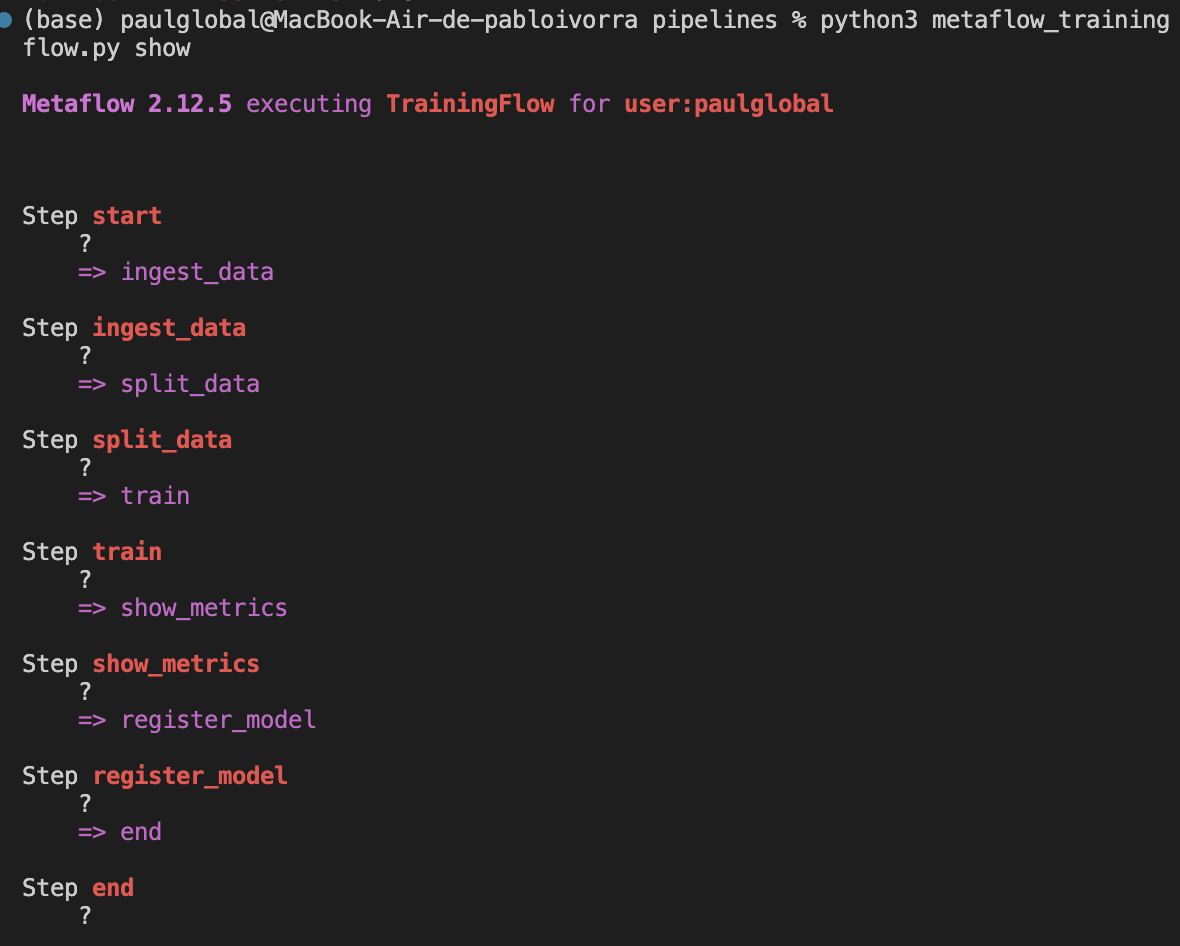 (base) paulglobal@MacBook-Air-de-pabloivorra pipelines % python3 metaflow_training
flow.py show
Metaflow 2.12.5 executing TrainingFlow for user:paulglobal
Step start
?
=> ingest_data
Step ingest_data
?
=> split_data
Step split_data
?
=> train
Step train
?
=> show_metrics
Step show_metrics
?
=> register_model
Step register_model
?
=> end
Step end
?